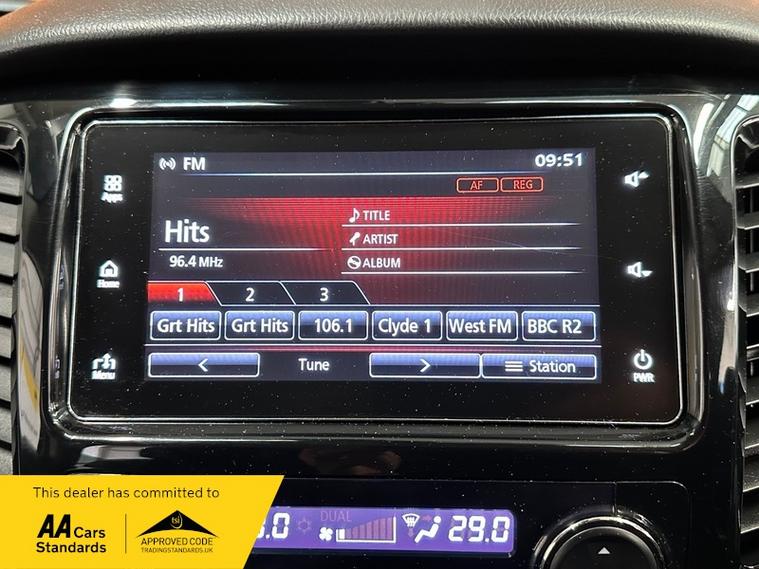 FM 09:51
AF REG
Apps
TITLE
Hits
ARTIST
96.4 MHz
ALBUM
Home
1 2 3
Grt Hits Grt Hits 106.1 Clyde 1 West FM BBC R2
Menu
< Tune > Station
PWR
This dealer has committed to
AA Cars
Standards
tsi
APPROVED CODE
TRADINGSTANDARDS.UK
DUAL
.0 29.0